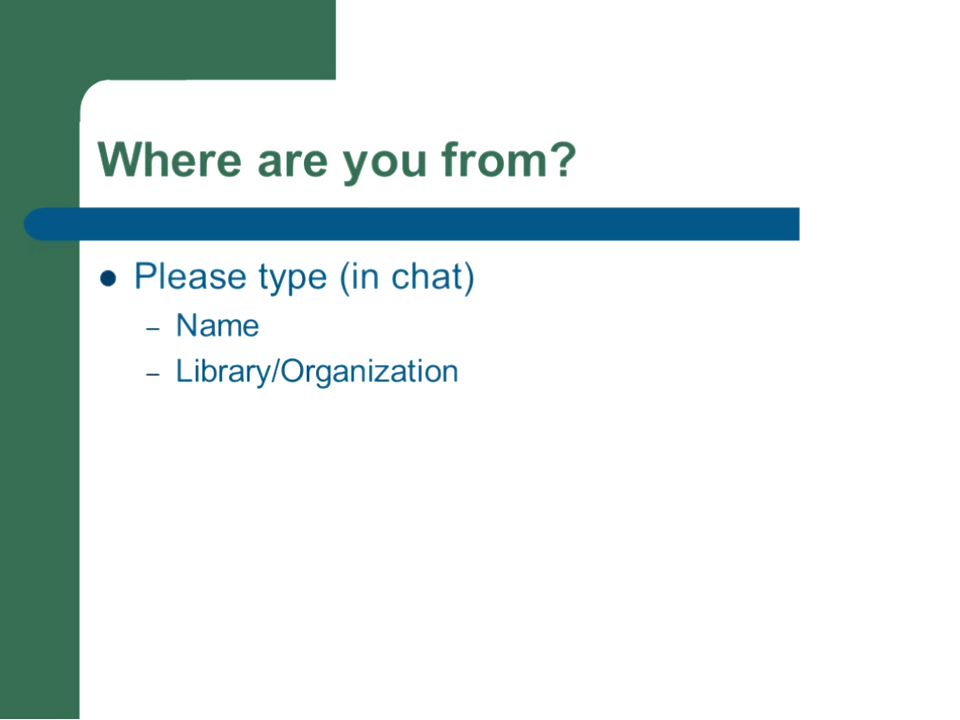 Where are you from?
● Please type (in chat)
– Name
– Library/Organization